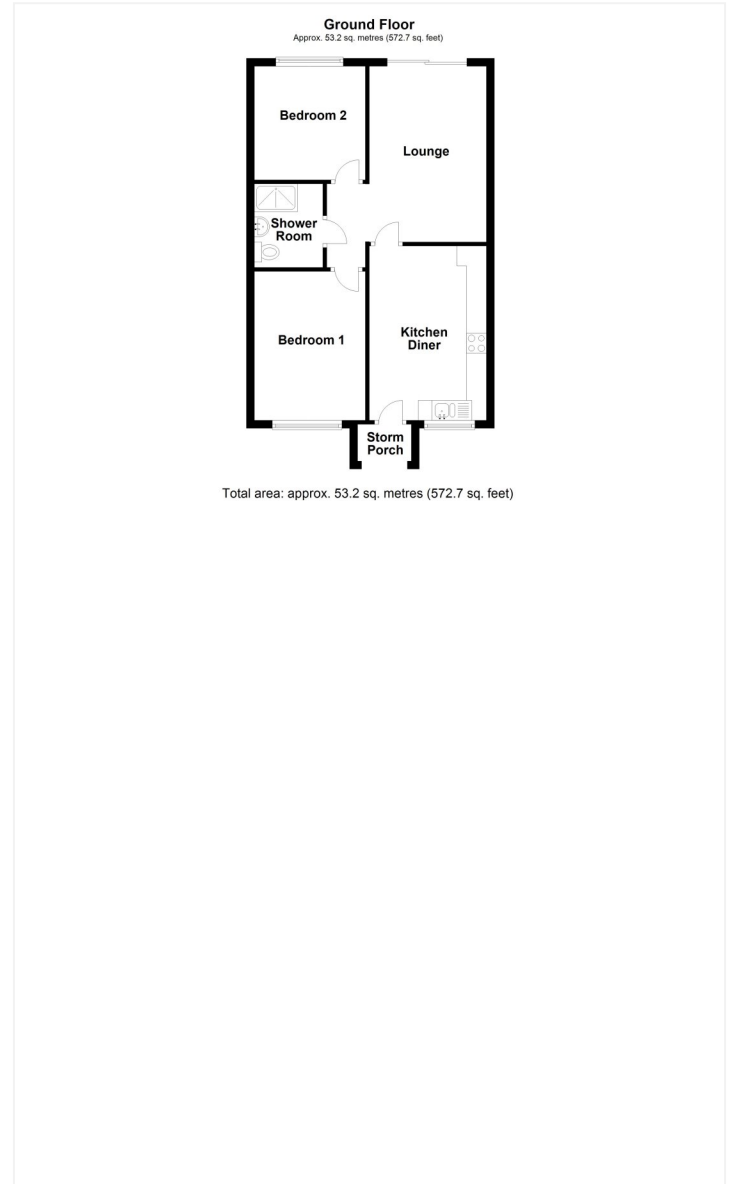 Ground Floor
Approx. 53.2 sq. metres (572.7 sq. feet)
Bedroom 2
Lounge
Shower
Room
Kitchen
Diner
Bedroom 1
Storm
Porch
Total area: approx. 53.2 sq. metres (572.7 sq. feet)